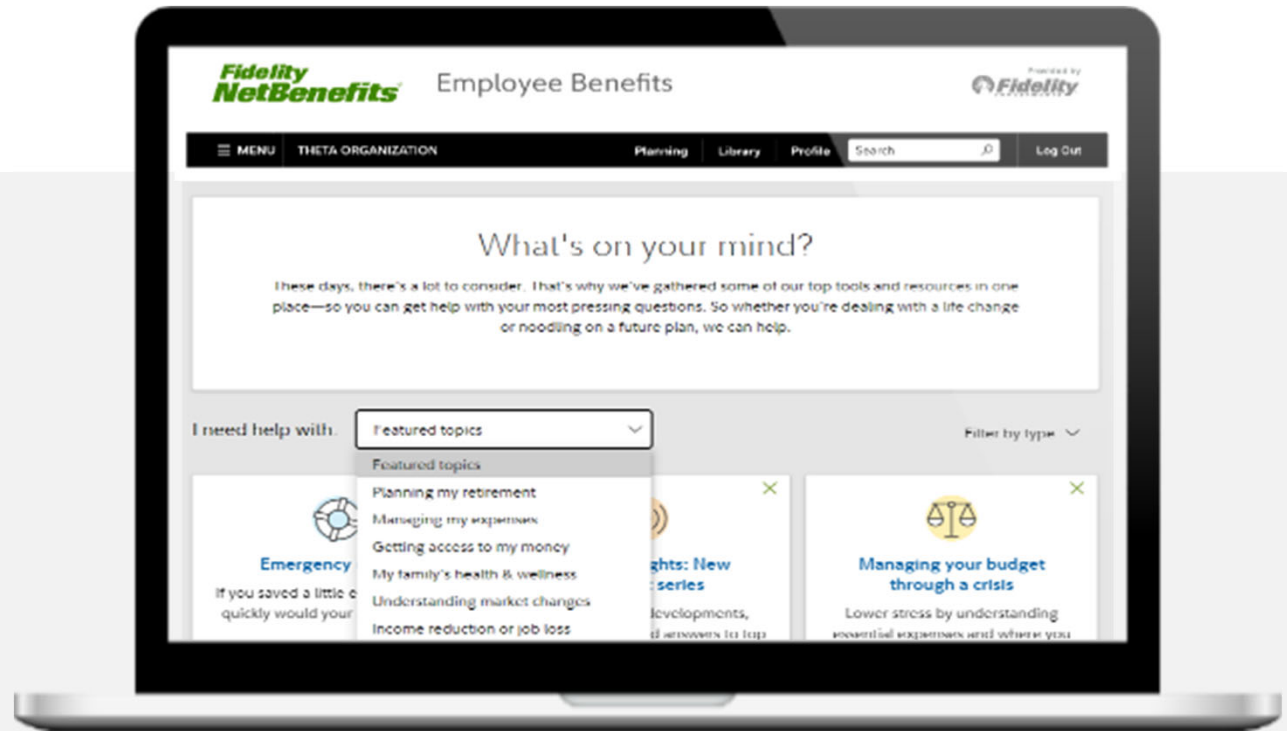 Fidelity
NetBenefits
Employee Benefits
Provided by
Fidelity
INVESTMENTS
MENU
THETA ORGANIZATION
Planning
Library
Profile
Search
Log Out
What's on your mind?
These days, there's a lot to consider. That's why we've gathered some of our top tools and resources in one
place—so you can get help with your most pressing questions. So whether you're dealing with a life change
or noodling on a future plan, we can help.
I need help with:
Featured topics
Filter by type
Featured topics
Planning my retirement
Managing my expenses
Getting access to my money
My family's health & wellness
Understanding market changes
Income reduction or job loss
Emergency
If you saved a little
quickly would your
New
series
developments,
answers to top
Managing your budget
through a crisis
Lower stress by understanding
essential expenses and where you